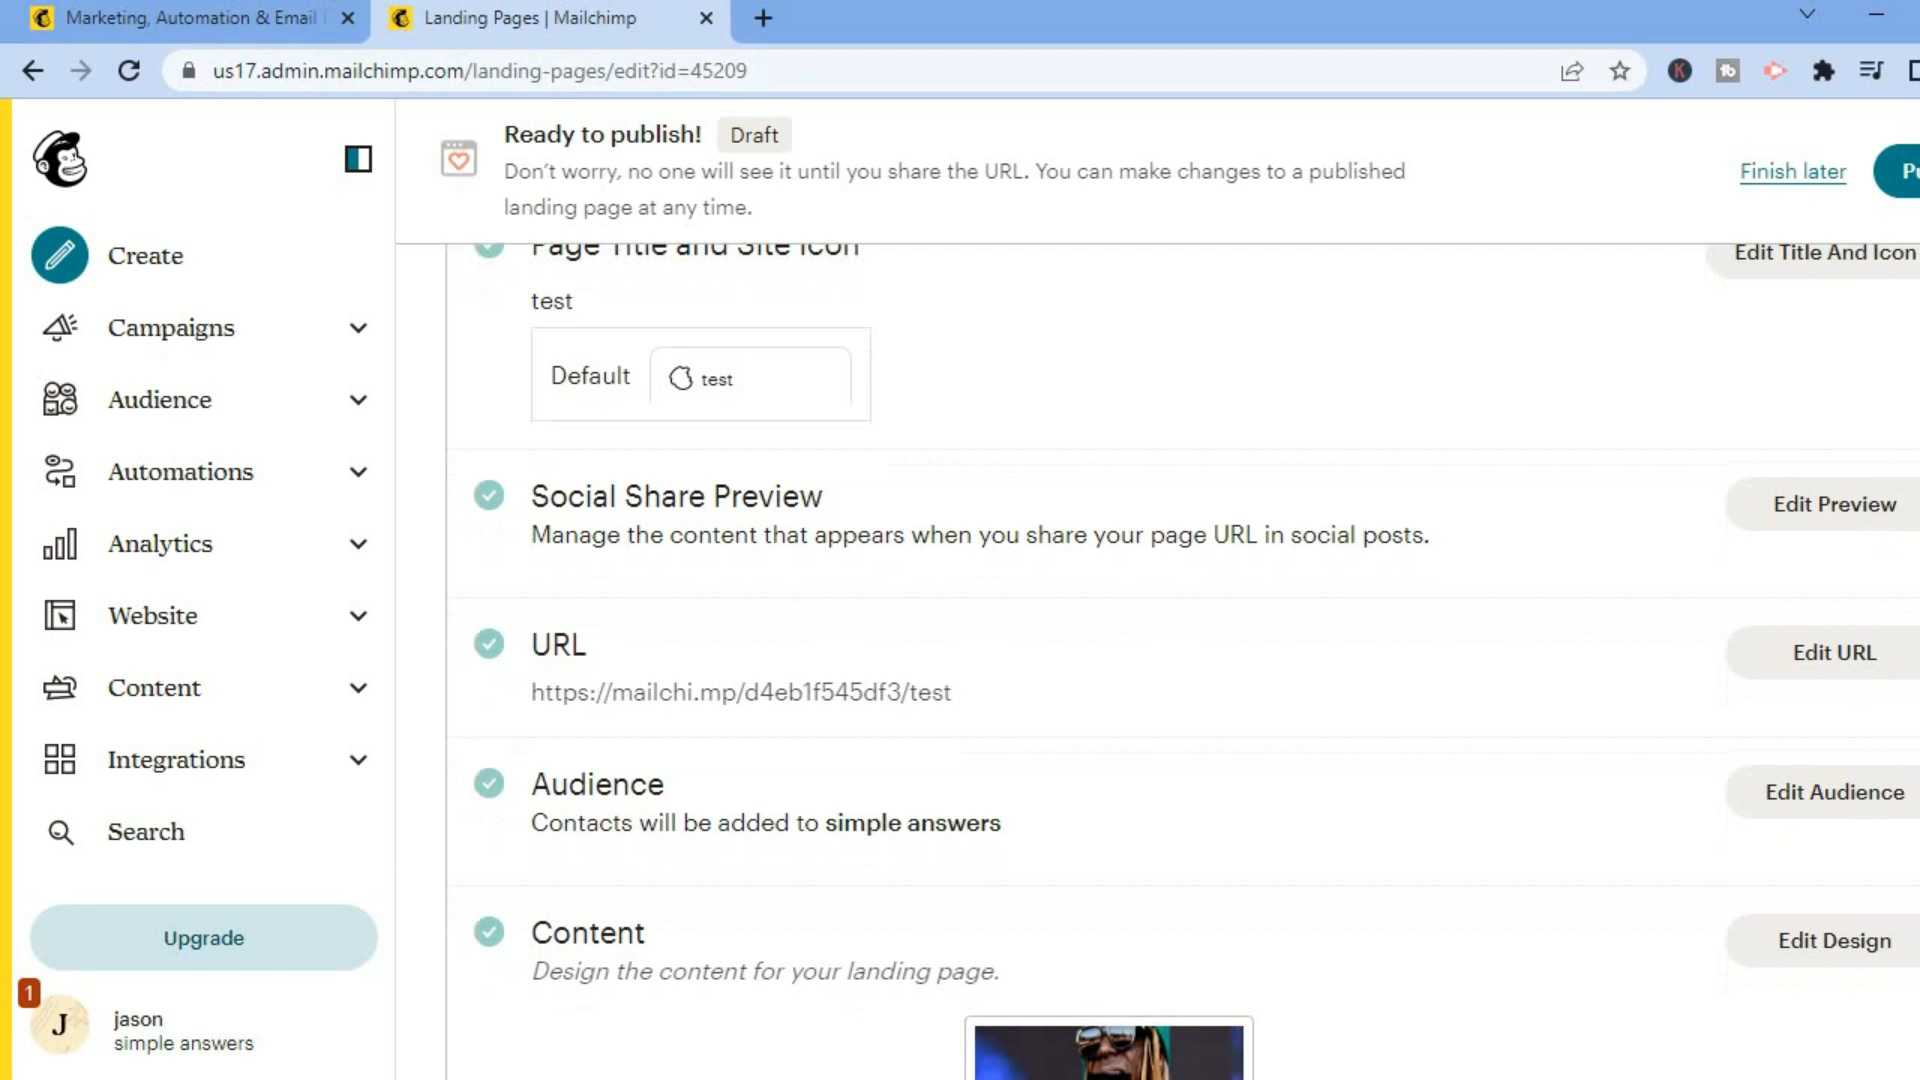 Marketing, Automation & Email
Landing Pages | Mailchimp
us17.admin.mailchimp.com/landing-pages/edit?id=45209
Ready to publish!
Draft
Don't worry, no one will see it until you share the URL. You can make changes to a published
landing page at any time.
Finish later
Create
Campaigns
Audience
Automations
Analytics
Website
Content
Integrations
Search
Upgrade
1
J
jason
simple answers
Page Title and Site Icon
Edit Title And Icon
test
Default
test
Social Share Preview
Edit Preview
Manage the content that appears when you share your page URL in social posts.
URL
Edit URL
https://mailchi.mp/d4eb1f545df3/test
Audience
Edit Audience
Contacts will be added to simple answers
Content
Edit Design
Design the content for your landing page.